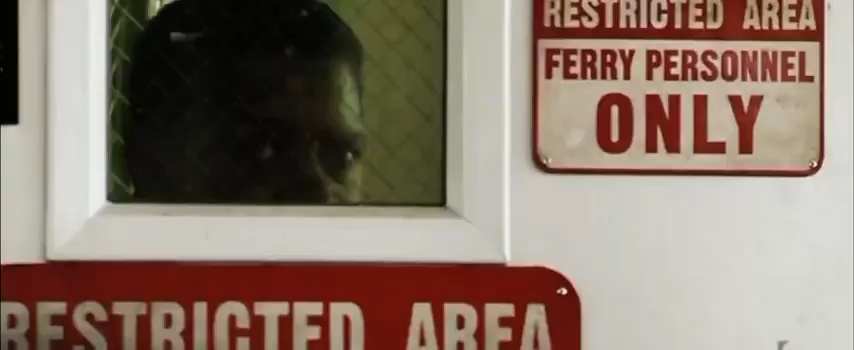 RESTRICTED AREA
FERRY PERSONNEL
ONLY
RESTRICTED AREA